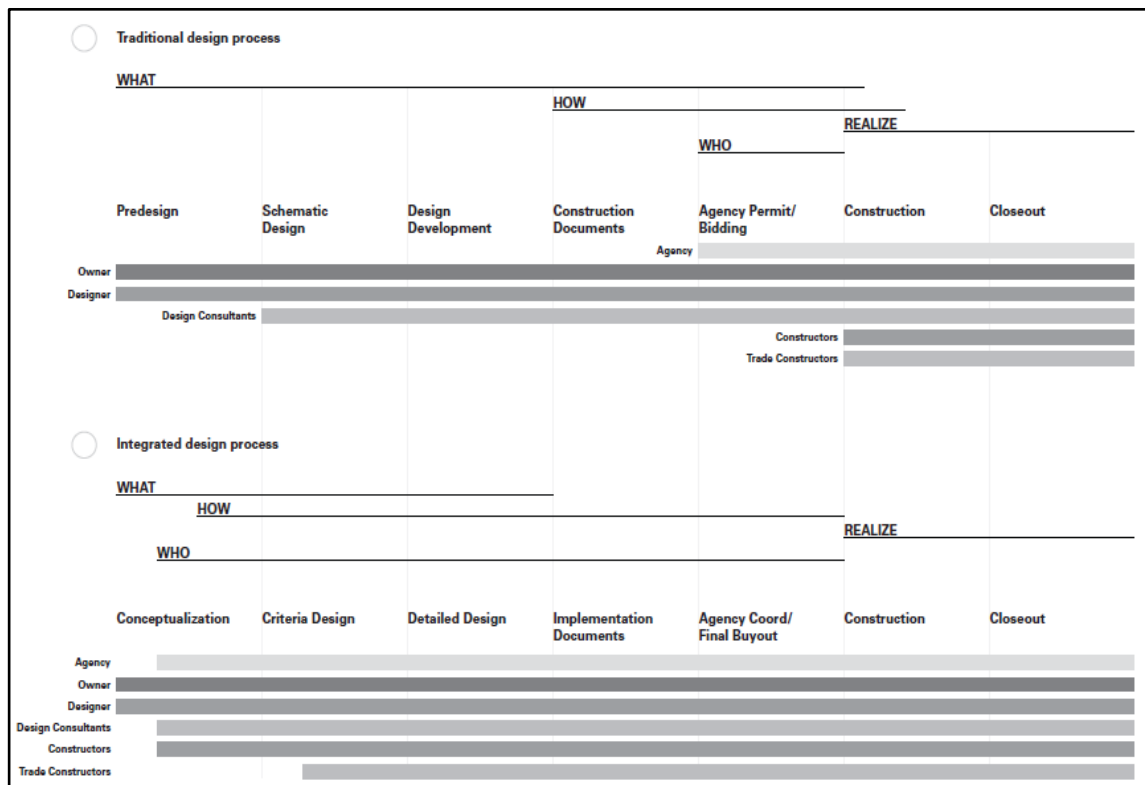 Traditional design process
WHAT
HOW
REALIZE
WHO
Predesign
Schematic
Design
Design
Development
Construction
Documents
Agency Permit/
Bidding
Construction
Closeout
Agency
Owner
Designer
Design Consultants
Constructors
Trade Constructors
Integrated design process
WHAT
HOW
REALIZE
WHO
Conceptualization
Criteria Design
Detailed Design
Implementation
Documents
Agency Coord/
Final Buyout
Construction
Closeout
Agency
Owner
Designer
Design Consultants
Constructors
Trade Constructors